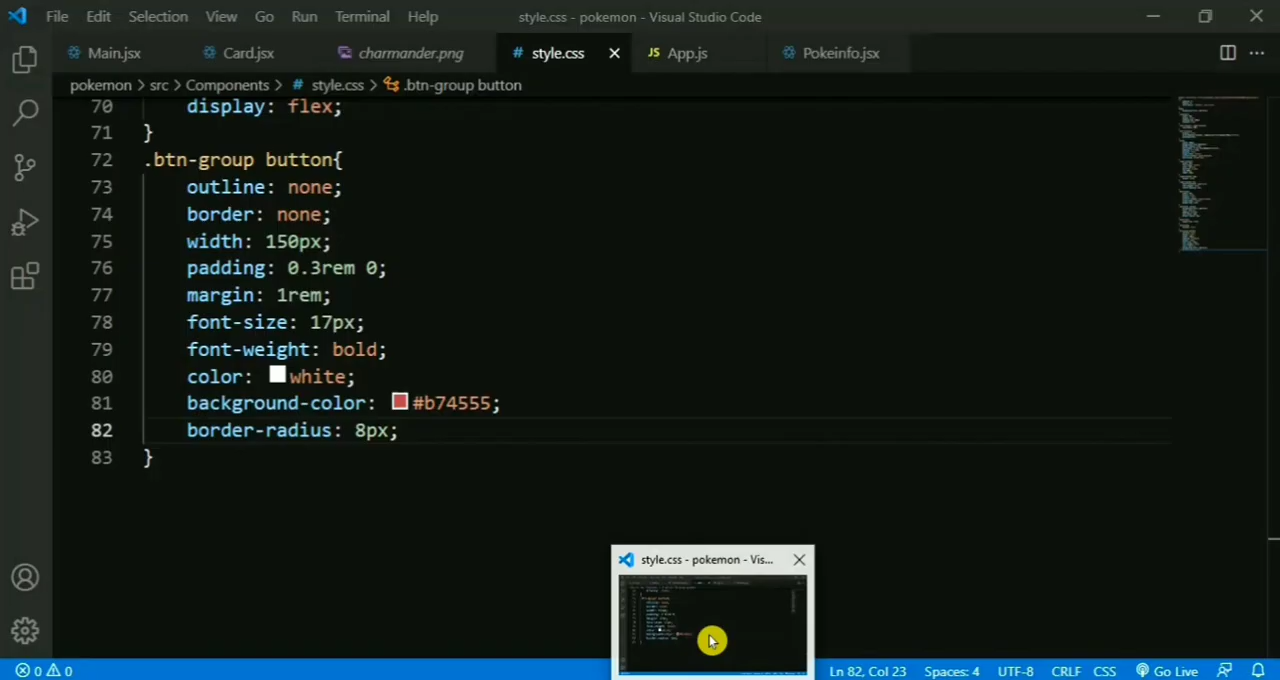 File Edit Selection View Go Run Terminal Help style.css - pokemon - Visual Studio Code
Main.jsx Card.jsx charmander.png # style.css JS App.js Pokeinfo.jsx
pokemon > src > Components > # style.css > .btn-group button
70 display: flex;
71 }
72 .btn-group button{
73 outline: none;
74 border: none;
75 width: 150px;
76 padding: 0.3rem 0;
77 margin: 1rem;
78 font-size: 17px;
79 font-weight: bold;
80 color: white;
81 background-color: #b74555;
82 border-radius: 8px;
83 }
style.css - pokemon - Vis...
0 0 Ln 82, Col 23 Spaces: 4 UTF-8 CRLF CSS Go Live